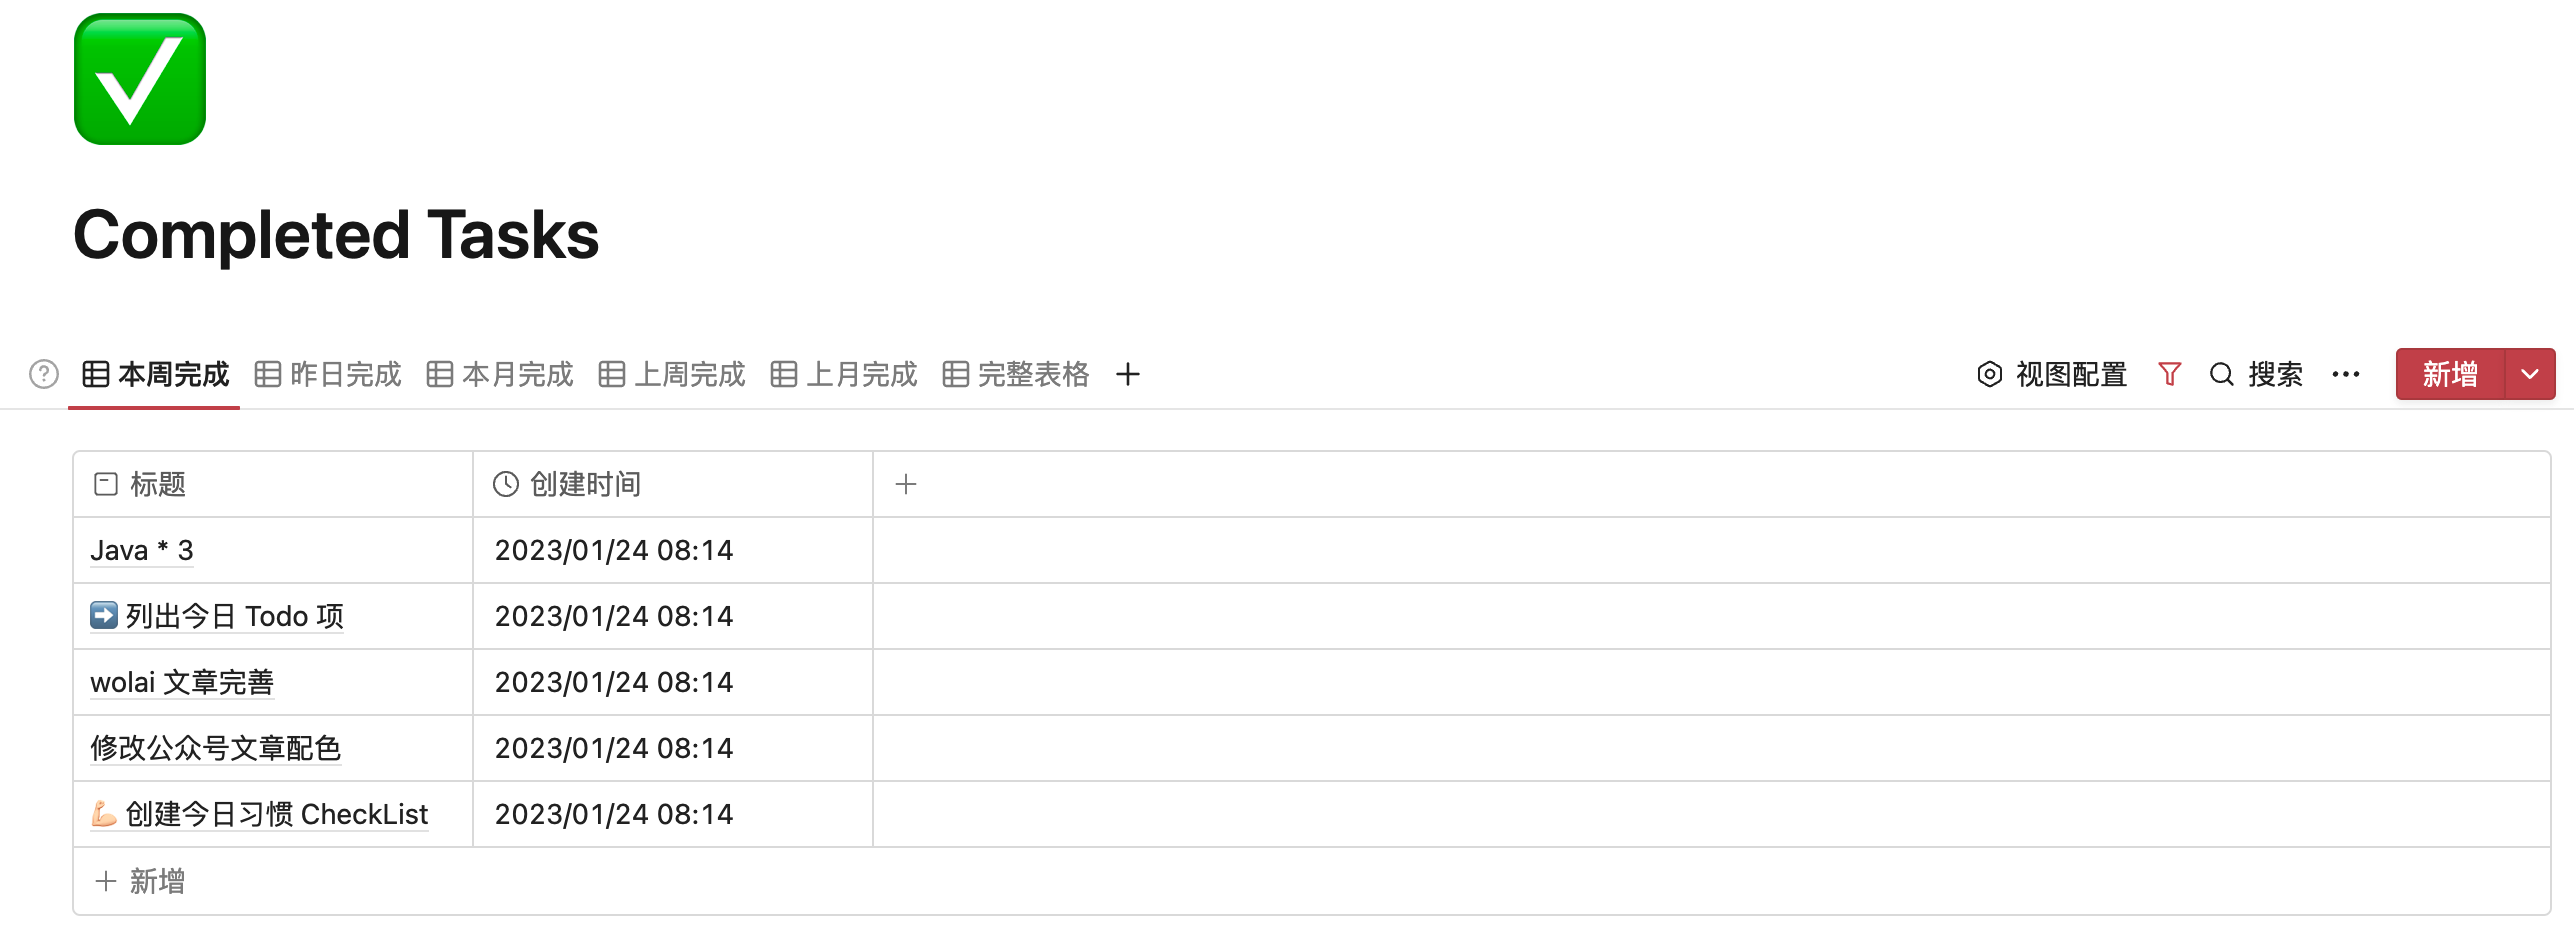 Completed Tasks
本周完成 昨日完成 本月完成 上周完成 上月完成 完整表格 视图配置 搜索 新增
标题 创建时间
Java * 3 2023/01/24 08:14
➡️ 列出今日 Todo 项 2023/01/24 08:14
wolai 文章完善 2023/01/24 08:14
修改公众号文章配色 2023/01/24 08:14
💪🏻 创建今日习惯 CheckList 2023/01/24 08:14
新增